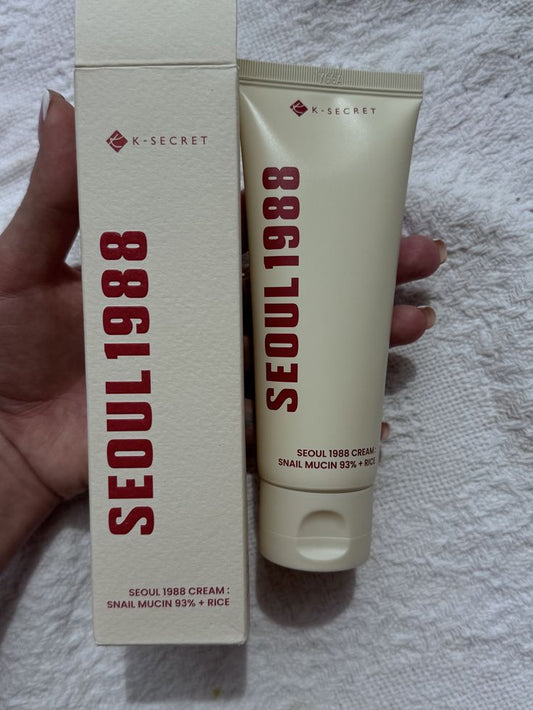 K-SECRET
SEOUL1988
SEOUL 1988 CREAM :
SNAIL MUCIN 93% + RICE
K-SECRET
SEOUL1988
SEOUL 1988 CREAM :
SNAIL MUCIN 93% + RICE